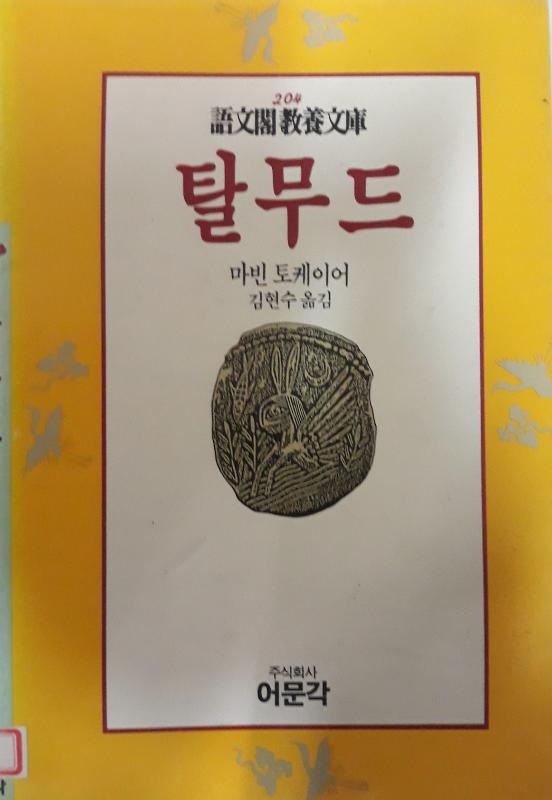 204
語文閣 敎養文庫
탈무드
마빈 토케이어
김현수 옮김
주식회사
어문각